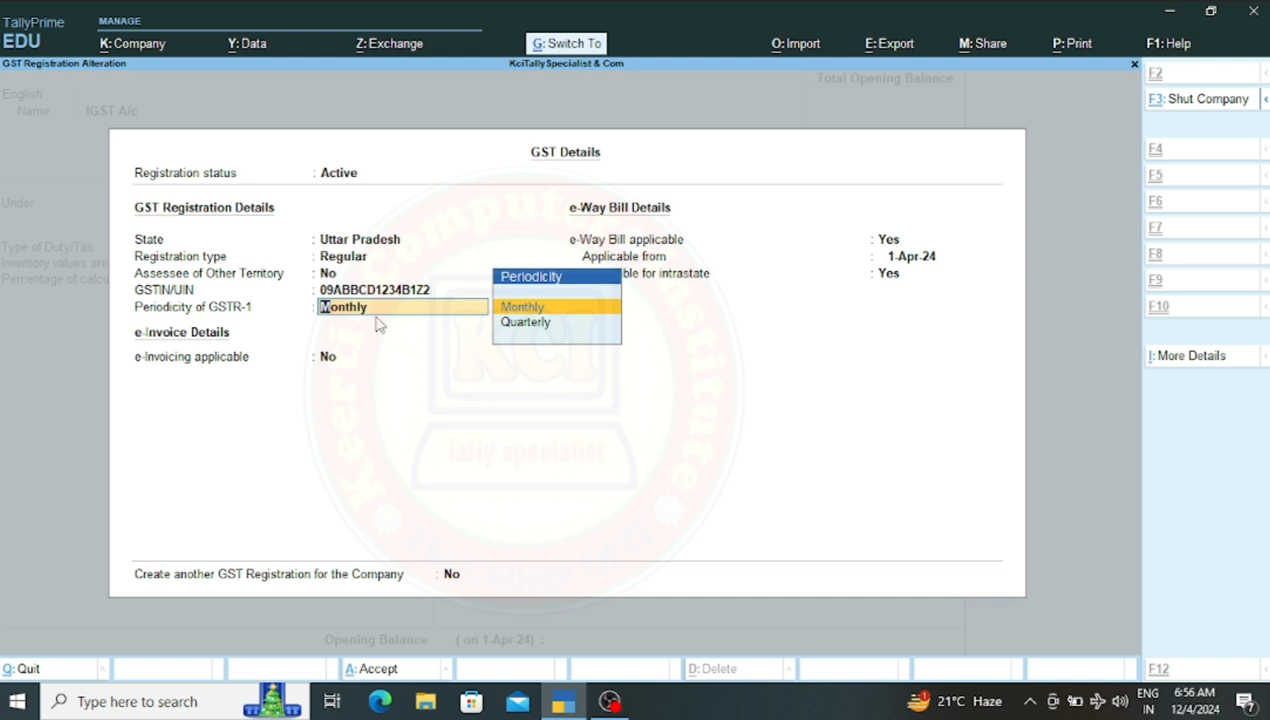 TallyPrime
EDU
MANAGE
K: Company
Y: Data
Z: Exchange
G: Switch To
O: Import
E: Export
M: Share
P: Print
F1: Help
GST Registration Alteration
KciTallySpecialist & Com
Total Opening Balance
English :
Name : IGST A/c
Under
Type of Duty/Tax
Inventory values are
Percentage of calcu
GST Details
Registration status : Active
GST Registration Details
State : Uttar Pradesh
Registration type : Regular
Assessee of Other Territory : No
GSTIN/UIN : 09ABBCD1234B1Z2
Periodicity of GSTR-1 : Monthly
e-Invoice Details
e-Invoicing applicable : No
e-Way Bill Details
e-Way Bill applicable : Yes
Applicable from : 1-Apr-24
ble for intrastate : Yes
Periodicity
Monthly
Quarterly
KCI
Tally specialist
Create another GST Registration for the Company : No
Opening Balance ( on 1-Apr-24) :
F2
F3: Shut Company
F4
F5
F6
F7
F8
F9
F10
I: More Details
F12
Q: Quit
A: Accept
D: Delete
Type here to search
21°C Haze
ENG
IN
6:56 AM
12/4/2024
7